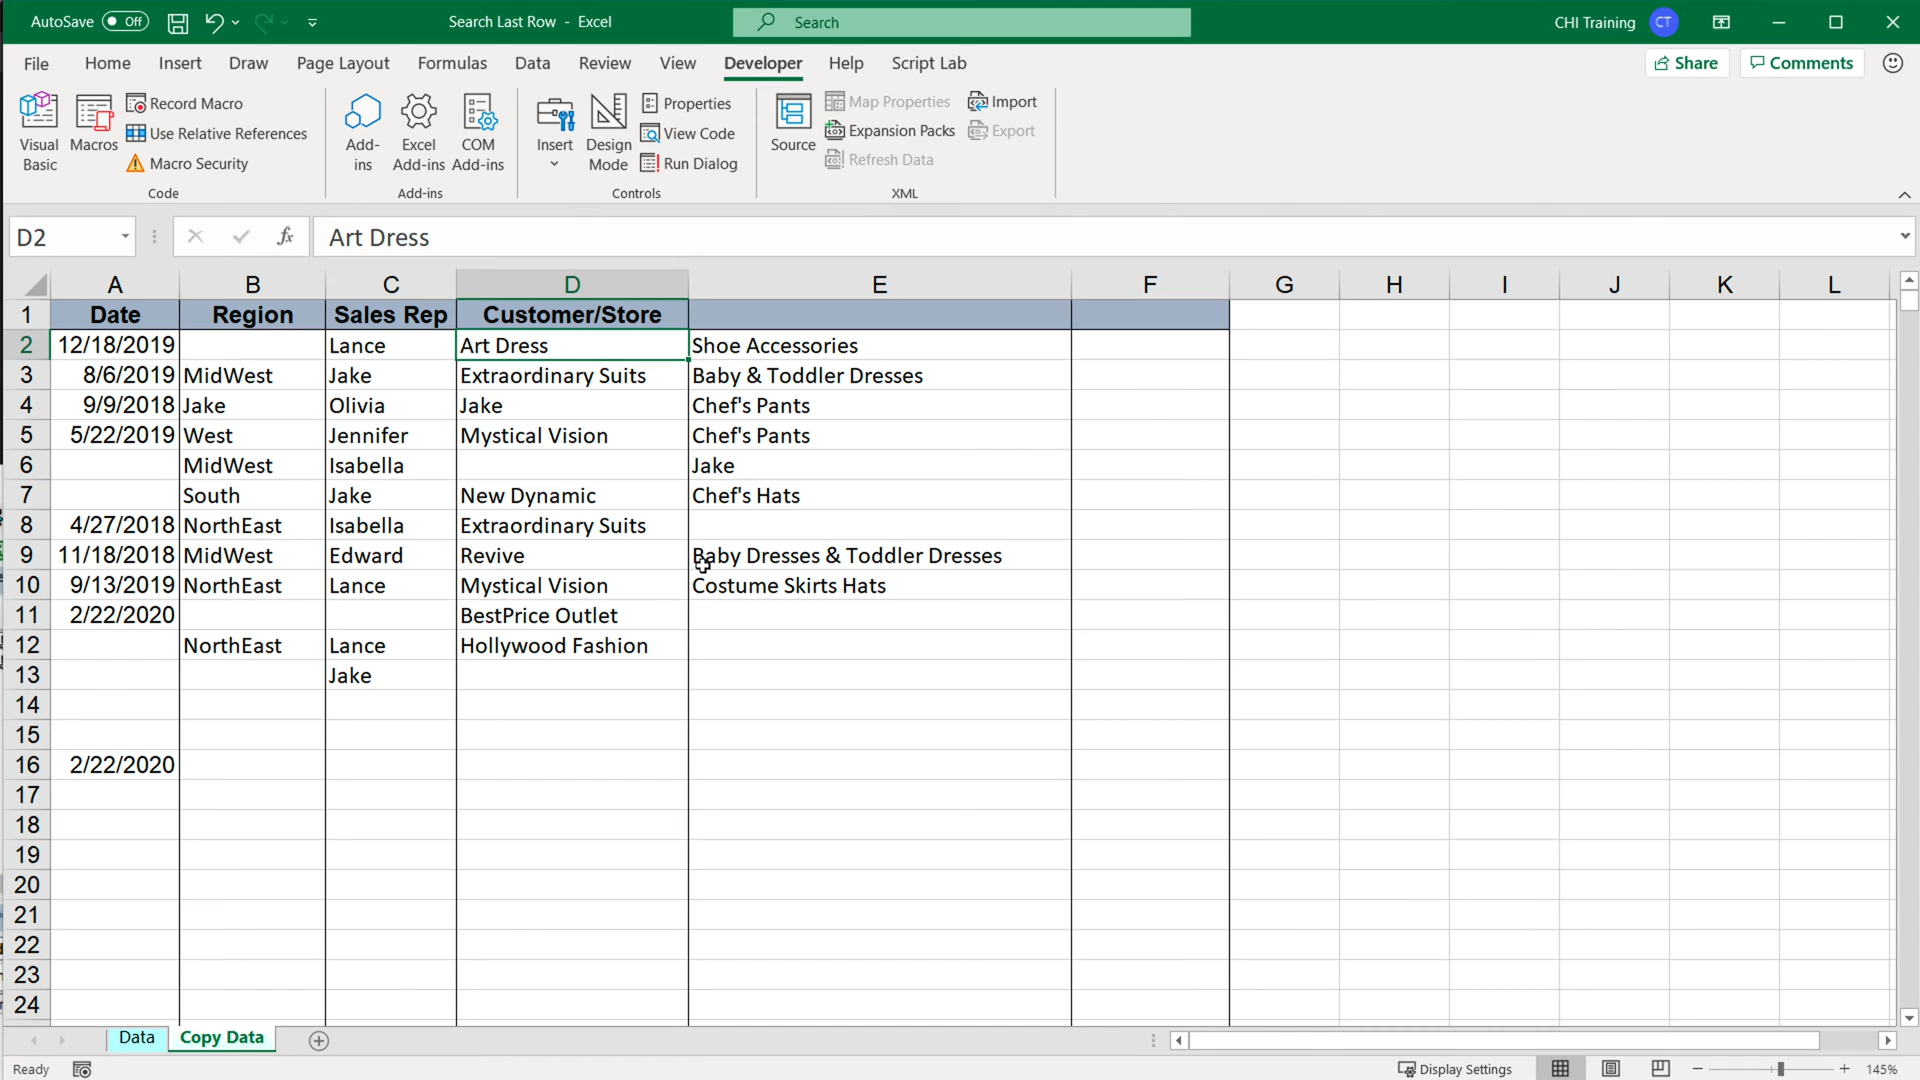 AutoSave Off Search Last Row - Excel Search CHI Training CT
File Home Insert Draw Page Layout Formulas Data Review View Developer Help Script Lab Share Comments
Visual Basic Macros Record Macro Use Relative References Macro Security Code
Add-ins Excel Add-ins COM Add-ins Add-ins
Insert Design Mode Properties View Code Run Dialog Controls
Source Map Properties Expansion Packs Refresh Data Import Export XML
D2 fx Art Dress
A B C D E F G H I J K L
1 Date Region Sales Rep Customer/Store
2 12/18/2019 Lance Art Dress Shoe Accessories
3 8/6/2019 MidWest Jake Extraordinary Suits Baby & Toddler Dresses
4 9/9/2018 Jake Olivia Jake Chef's Pants
5 5/22/2019 West Jennifer Mystical Vision Chef's Pants
6 MidWest Isabella Jake
7 South Jake New Dynamic Chef's Hats
8 4/27/2018 NorthEast Isabella Extraordinary Suits
9 11/18/2018 MidWest Edward Revive Baby Dresses & Toddler Dresses
10 9/13/2019 NorthEast Lance Mystical Vision Costume Skirts Hats
11 2/22/2020 BestPrice Outlet
12 NorthEast Lance Hollywood Fashion
13 Jake
14
15
16 2/22/2020
17
18
19
20
21
22
23
24
Data Copy Data
Ready Display Settings 145%